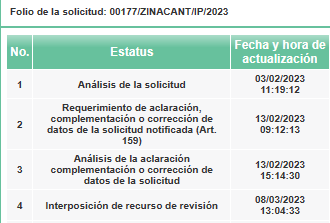 Folio de la solicitud: 00177/ZINACANT/IP/2023
No. Estatus Fecha y hora de
actualización
1 Análisis de la solicitud 03/02/2023
11:19:12
2 Requerimiento de aclaración,
complementación o corrección de
datos de la solicitud notificada (Art.
159) 13/02/2023
09:12:13
3 Análisis de la aclaración
complementación o corrección de
datos de la solicitud 13/02/2023
15:14:30
4 Interposición de recurso de revisión 08/03/2023
13:04:33